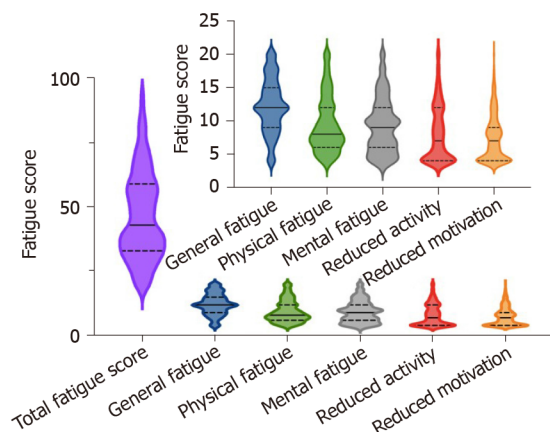 25
20
15
10
5
0
Fatigue score
General fatigue
Physical fatigue
Mental fatigue
Reduced activity
Reduced motivation
100
50
0
Fatigue score
Total fatigue score
General fatigue
Physical fatigue
Mental fatigue
Reduced activity
Reduced motivation